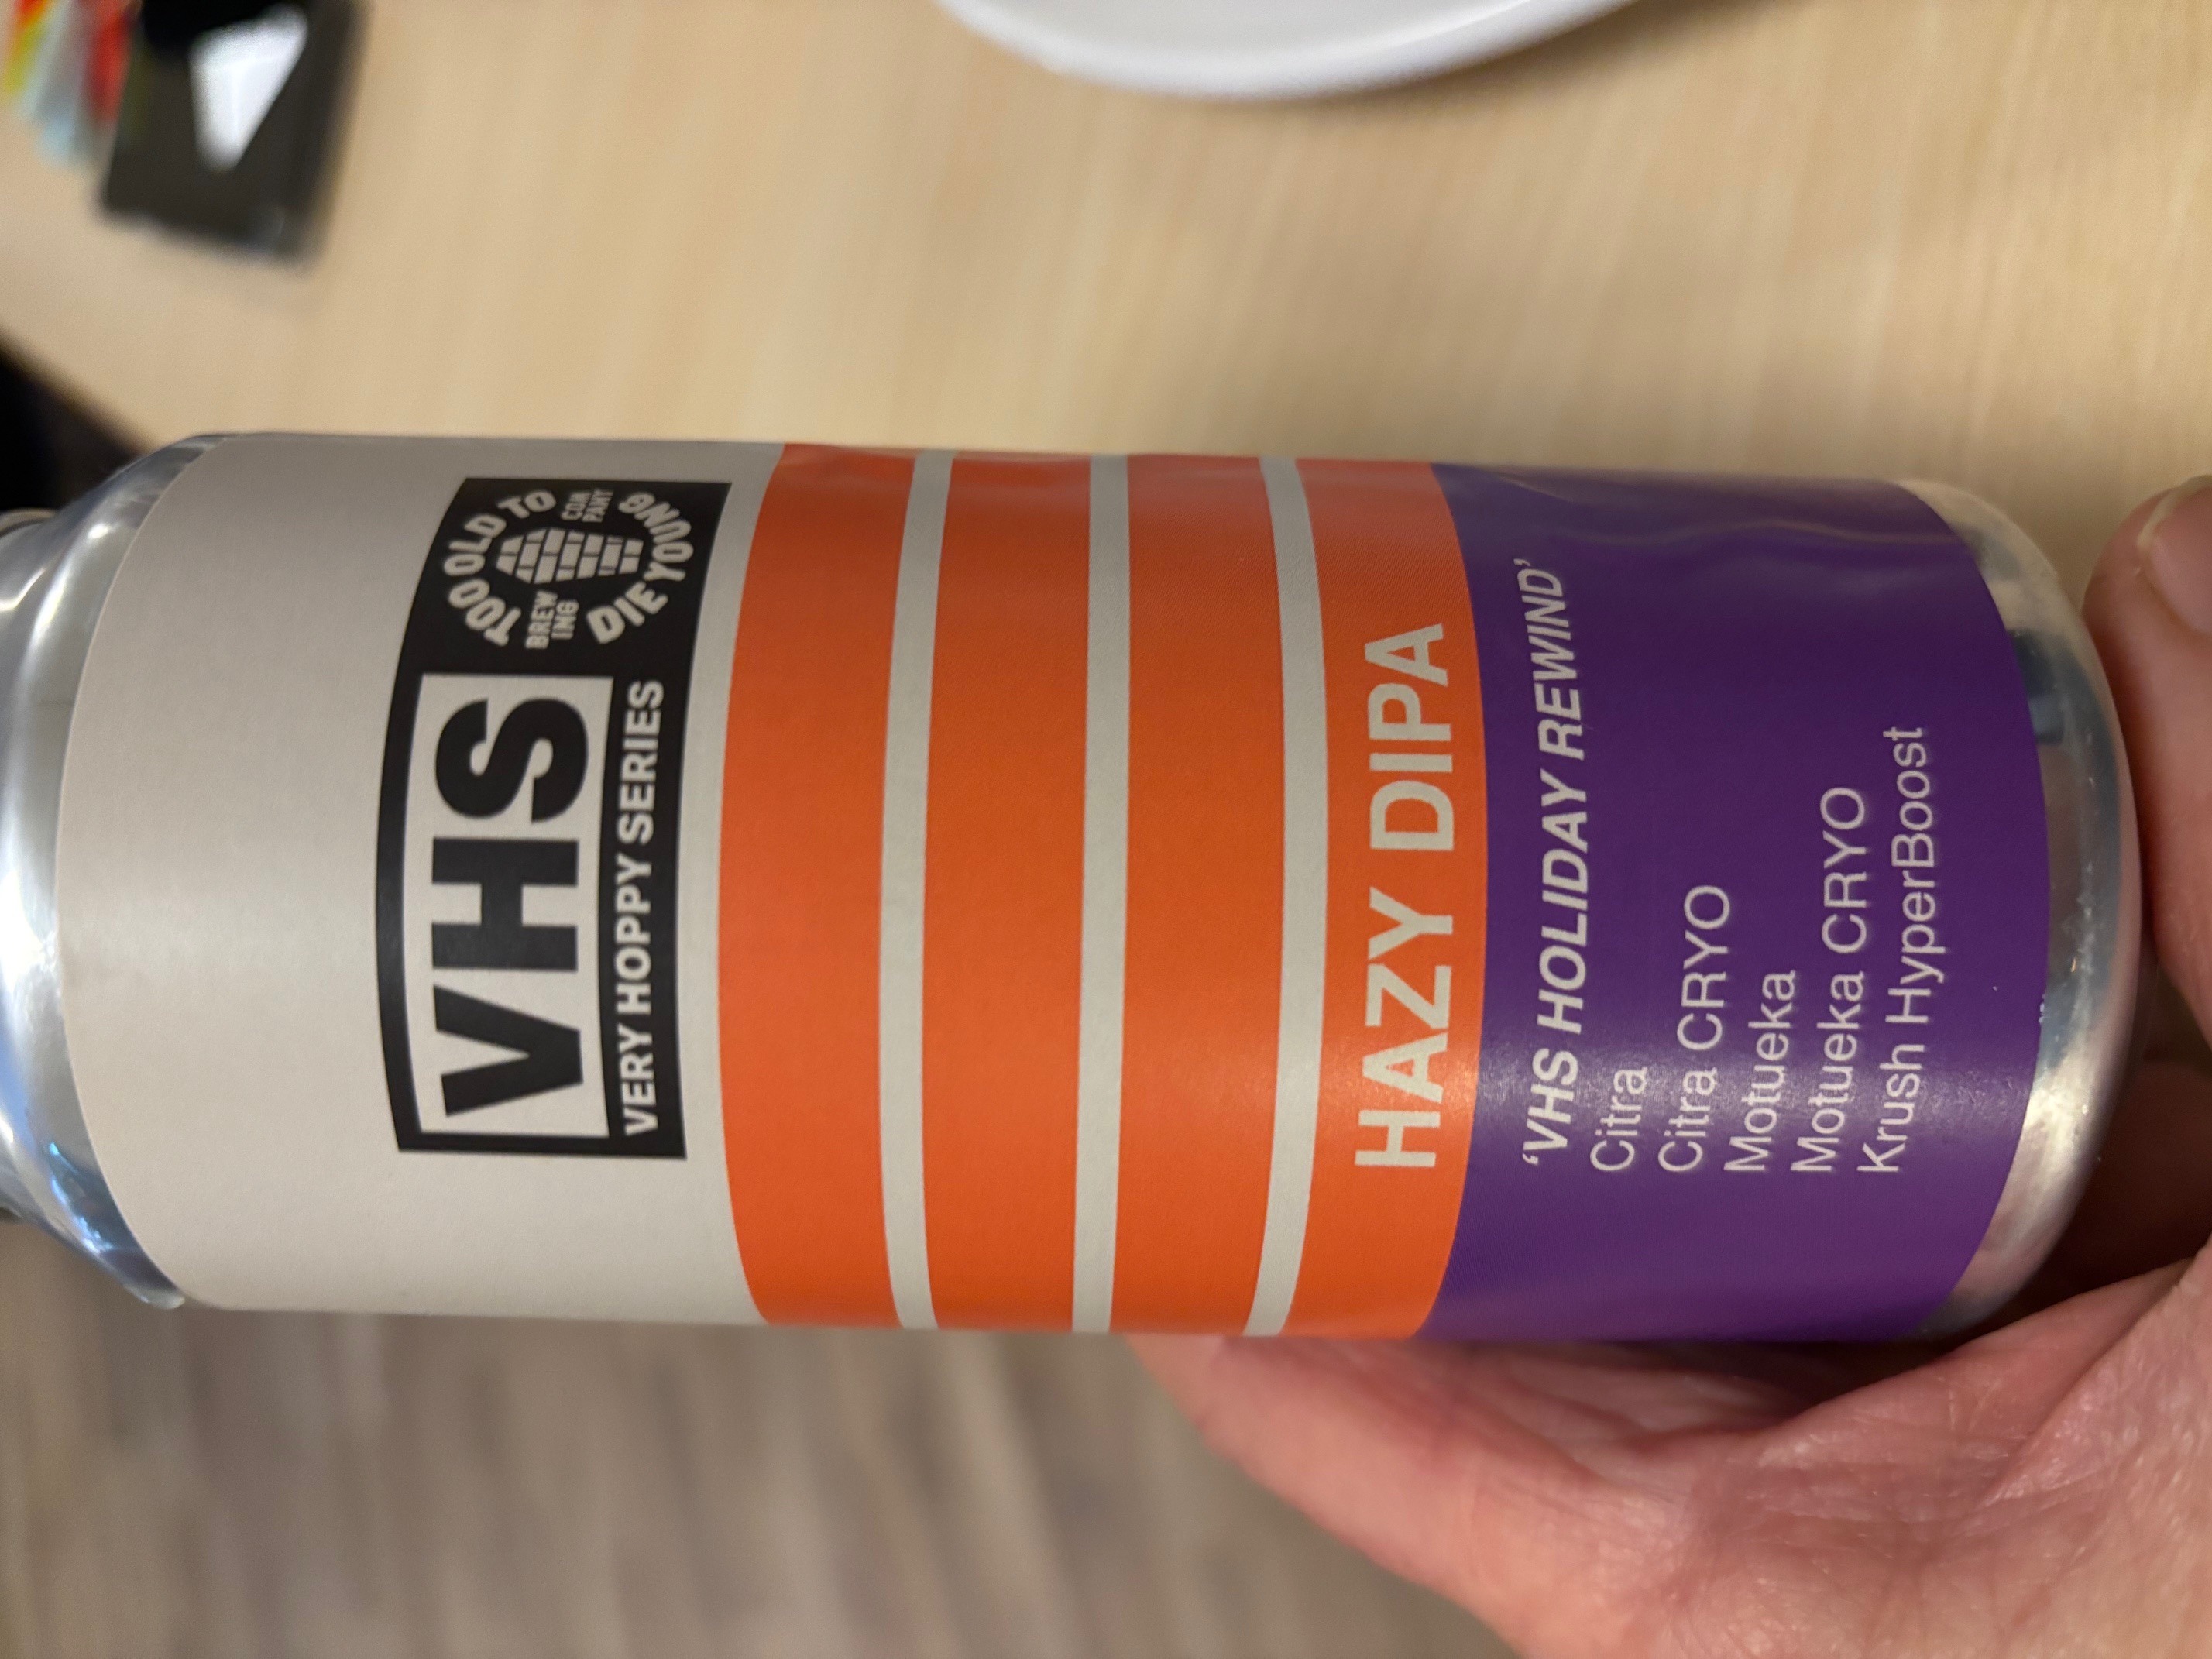 VHS
VERY HOPPY SERIES
TOO OLD TO
BREW
ING
COM
PANY
DIE YOUNG
HAZY DIPA
'VHS HOLIDAY REWIND'
Citra
Citra CRYO
Motueka
Motueka CRYO
Krush HyperBoost